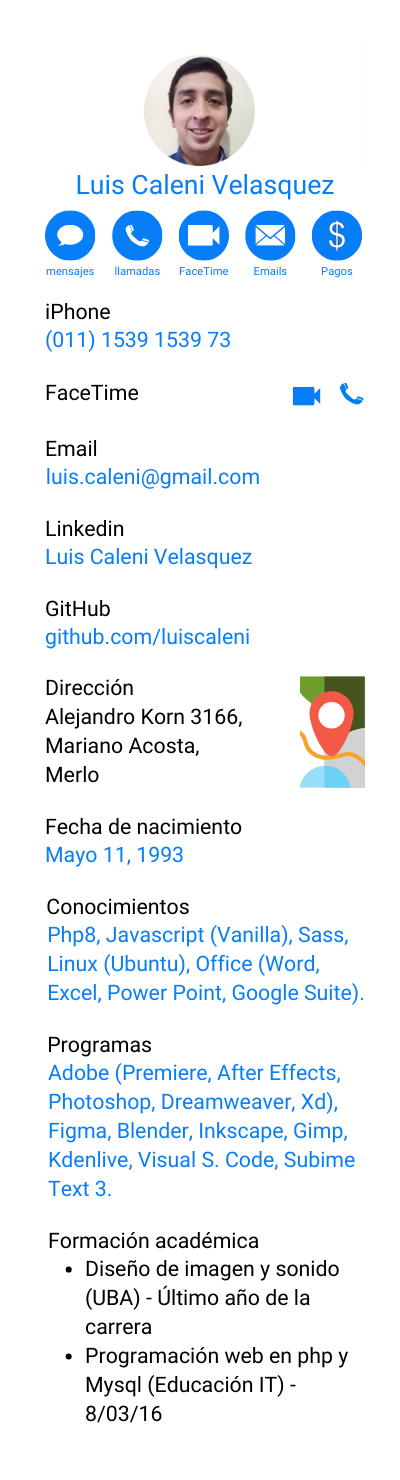 Luis Caleni Velasquez
mensajes llamadas FaceTime Emails Pagos
iPhone
(011) 1539 1539 73
FaceTime
Email
luis.caleni@gmail.com
Linkedin
Luis Caleni Velasquez
GitHub
github.com/luiscaleni
Dirección
Alejandro Korn 3166,
Mariano Acosta,
Merlo
Fecha de nacimiento
Mayo 11, 1993
Conocimientos
Php8, Javascript (Vanilla), Sass,
Linux (Ubuntu), Office (Word,
Excel, Power Point, Google Suite).
Programas
Adobe (Premiere, After Effects,
Photoshop, Dreamweaver, Xd),
Figma, Blender, Inkscape, Gimp,
Kdenlive, Visual S. Code, Subime
Text 3.
Formación académica
• Diseño de imagen y sonido
(UBA) - Último año de la
carrera
• Programación web en php y
Mysql (Educación IT) -
8/03/16